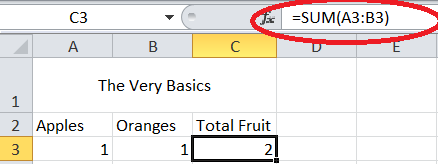 C3 fx =SUM(A3:B3)
A B C D E
1 The Very Basics
2 Apples Oranges Total Fruit
3 1 1 2